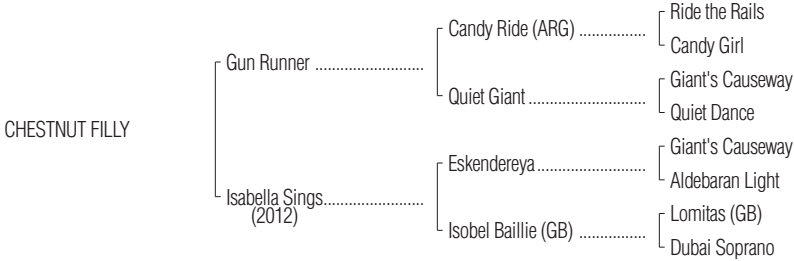 Ride the Rails
Candy Ride (ARG) ................
Candy Girl
Gun Runner ..........................
Giant's Causeway
Quiet Giant ............................
Quiet Dance
CHESTNUT FILLY
Giant's Causeway
Eskendereya ..........................
Aldebaran Light
Isabella Sings........................
(2012)
Lomitas (GB)
Isobel Baillie (GB) ................
Dubai Soprano